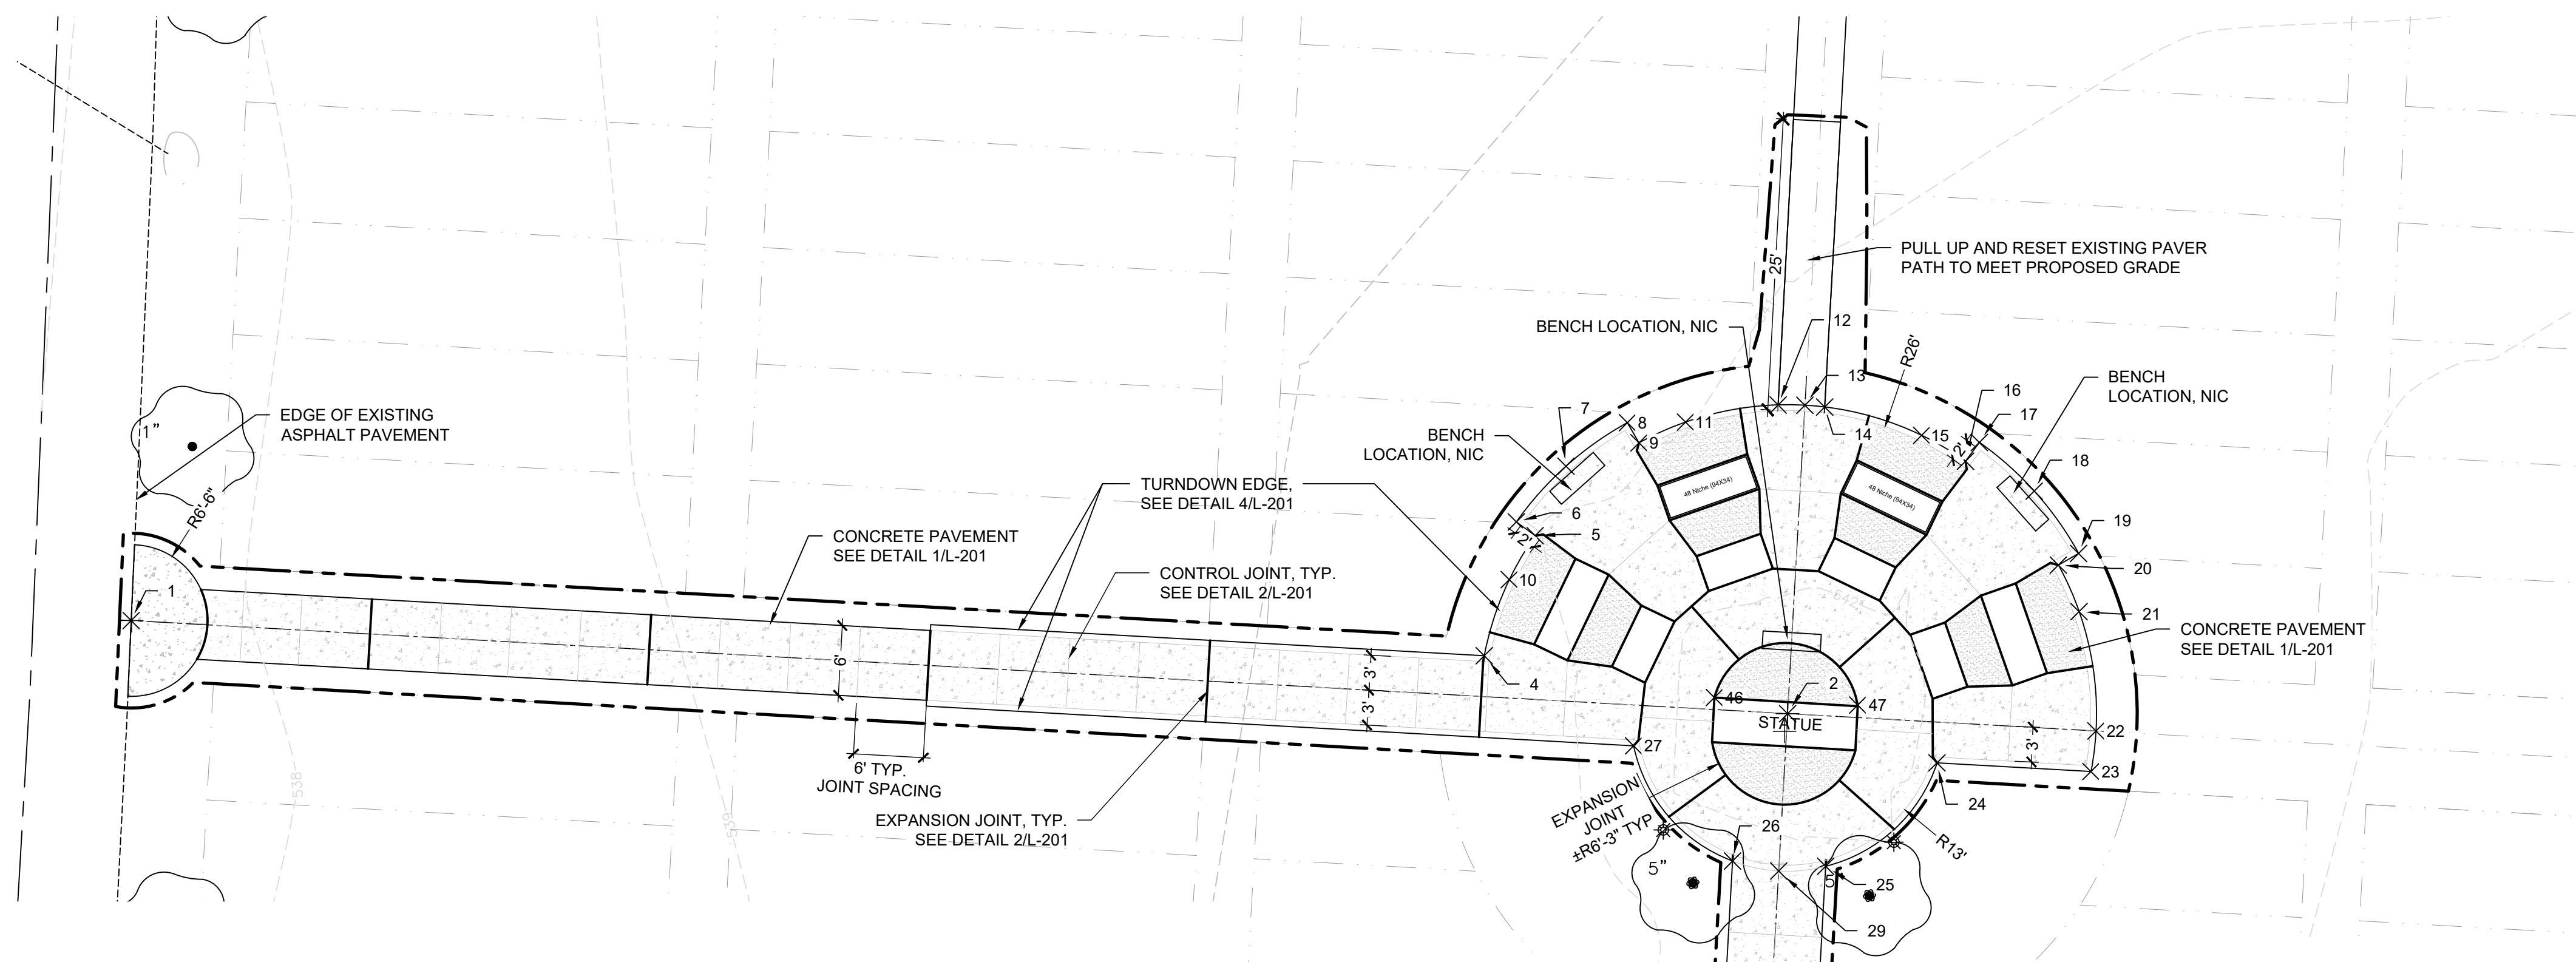 PULL UP AND RESET EXISTING PAVER
PATH TO MEET PROPOSED GRADE
25'
BENCH LOCATION, NIC
12
R26'
13
BENCH
LOCATION, NIC
16
17
7
8
11
14
15
2'
9
BENCH
LOCATION, NIC
EDGE OF EXISTING
ASPHALT PAVEMENT
1"
R6'-6"
18
TURNDOWN EDGE,
SEE DETAIL 4/L-201
48 Niche (94X34)
48 Niche (94X34)
6
5
2'
19
20
CONCRETE PAVEMENT
SEE DETAIL 1/L-201
CONTROL JOINT, TYP.
SEE DETAIL 2/L-201
10
1
542
21
CONCRETE PAVEMENT
SEE DETAIL 1/L-201
6'
3'
3'
4
46
2
47
STATUE
22
3'
27
23
6' TYP.
JOINT SPACING
538
539
EXPANSION JOINT, TYP.
SEE DETAIL 2/L-201
EXPANSION
JOINT
±R6'-3" TYP
24
26
R13'
5"
5
25
29